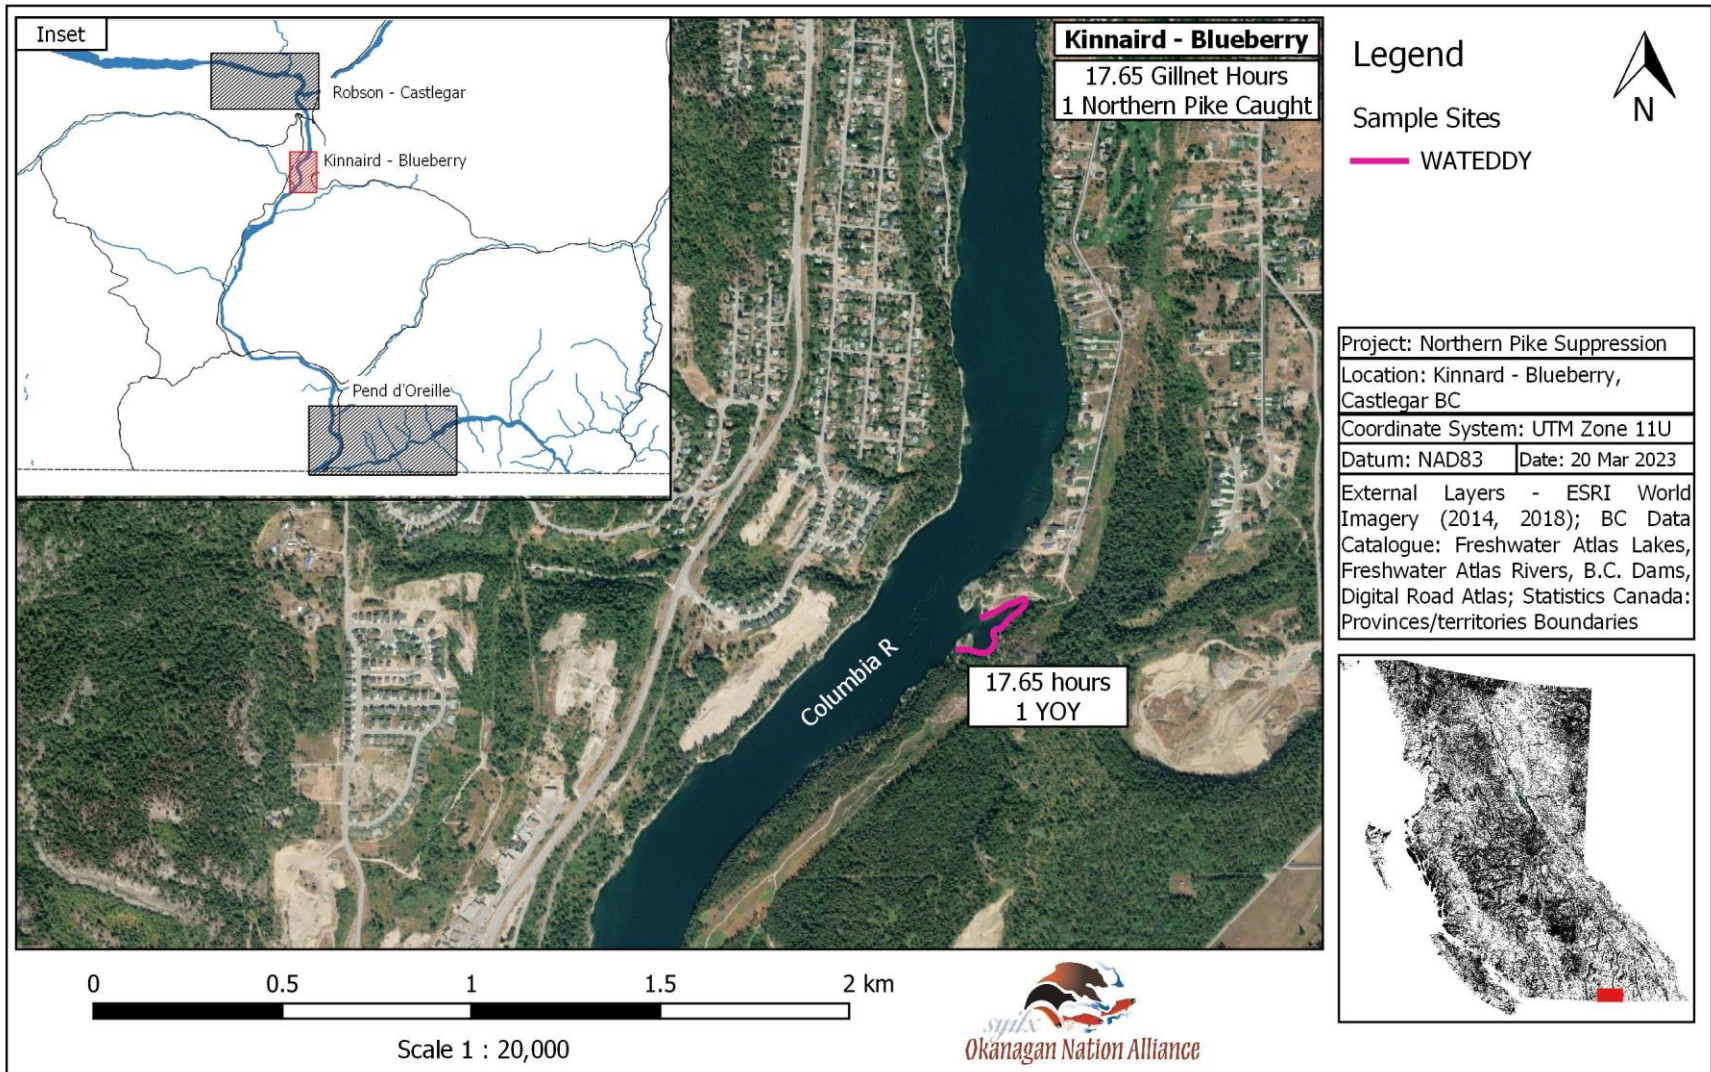 Inset
Robson - Castlegar
Kinnaird - Blueberry
Pend d'Oreille
Kinnaird - Blueberry
17.65 Gillnet Hours
1 Northern Pike Caught
Columbia R
17.65 hours
1 YOY
Legend
N
Sample Sites
WATEDDY
Project: Northern Pike Suppression
Location: Kinnard - Blueberry,
Castlegar BC
Coordinate System: UTM Zone 11U
Datum: NAD83
Date: 20 Mar 2023
External Layers - ESRI World
Imagery (2014, 2018); BC Data
Catalogue: Freshwater Atlas Lakes,
Freshwater Atlas Rivers, B.C. Dams,
Digital Road Atlas; Statistics Canada:
Provinces/territories Boundaries
0 0.5 1 1.5 2 km
Scale 1 : 20,000
syilx
Okanagan Nation Alliance